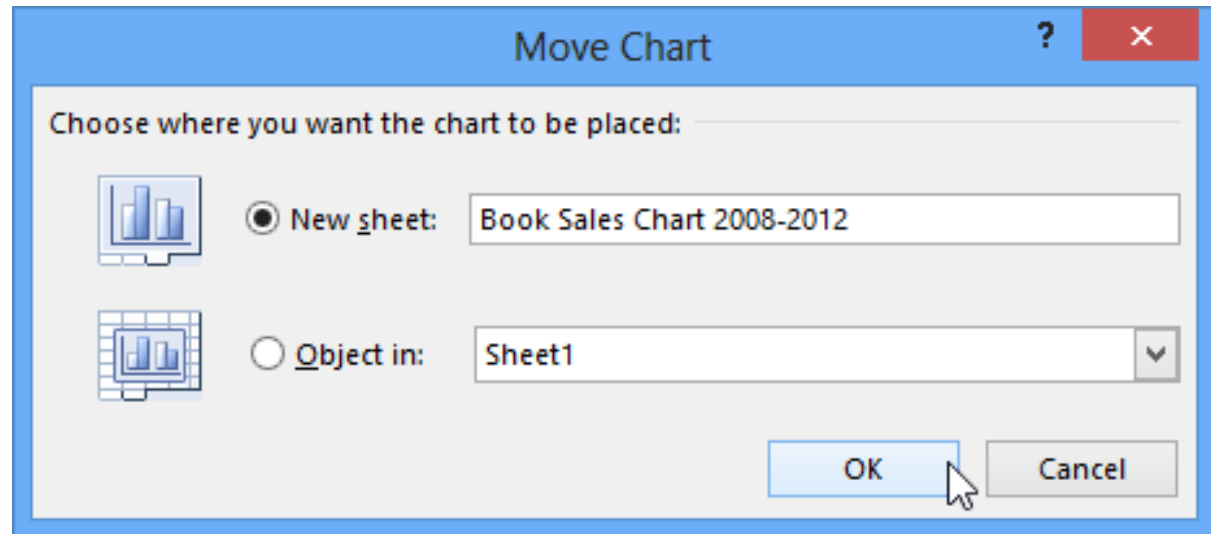 Move Chart
?
Choose where you want the chart to be placed:
New sheet: Book Sales Chart 2008-2012
Object in: Sheet1
OK Cancel